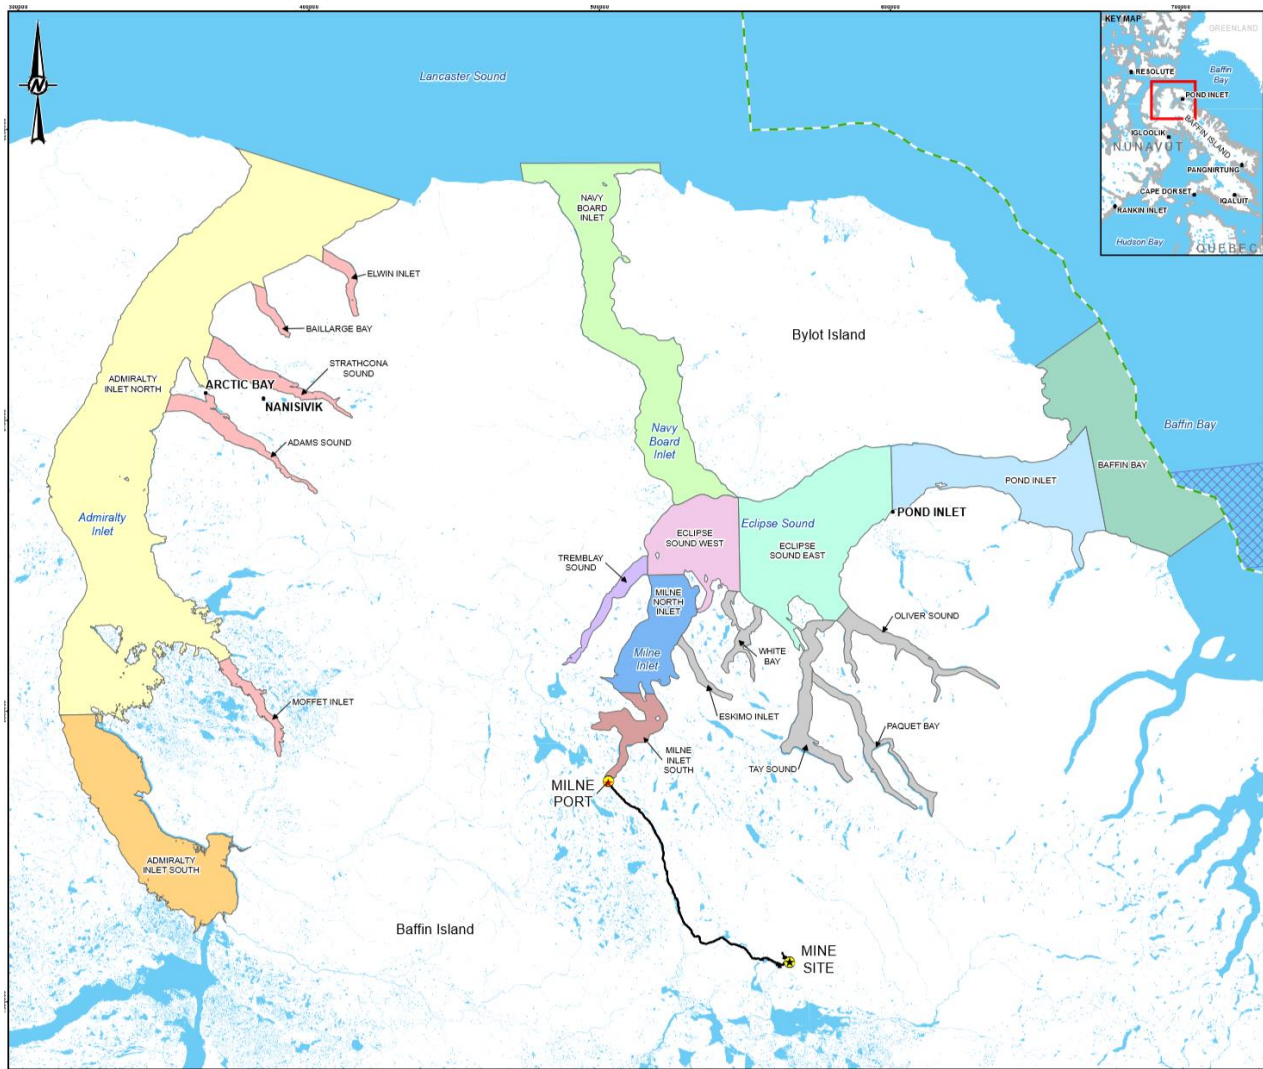 400000
500000
600000
700000
KEY MAP
GREENLAND
Baffin
Bay
RESOLUTE
POND INLET
BAFFIN ISLAND
IGLOOLIK
NUNAVUT
PANGNIRTUNG
CAPE DORSET
IQALUIT
RANKIN INLET
Hudson Bay
QUEBEC
N
Lancaster Sound
NAVY
BOARD
INLET
ELWIN INLET
BAILLARGE BAY
Bylot Island
STRATHCONA
SOUND
ADMIRALTY
INLET NORTH
ARCTIC BAY
NANISIVIK
ADAMS SOUND
Navy
Board
Inlet
Baffin Bay
BAFFIN BAY
POND INLET
Admiralty
Inlet
POND INLET
Eclipse Sound
ECLIPSE
SOUND WEST
ECLIPSE
SOUND EAST
TREMBLAY
SOUND
MILNE
NORTH
INLET
OLIVER SOUND
Milne
Inlet
WHITE
BAY
MOFFET INLET
ESKIMO INLET
PAQUET BAY
MILNE
INLET
SOUTH
TAY SOUND
MILNE
PORT
ADMIRALTY
INLET SOUTH
Baffin Island
MINE
SITE